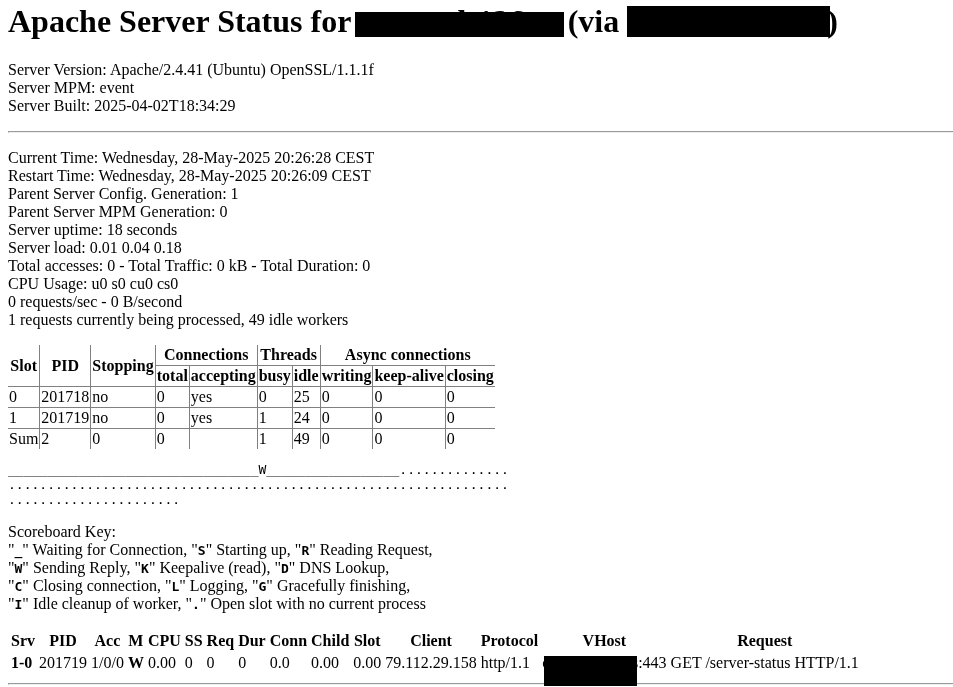 Apache Server Status for (via )
Server Version: Apache/2.4.41 (Ubuntu) OpenSSL/1.1.1f
Server MPM: event
Server Built: 2025-04-02T18:34:29
Current Time: Wednesday, 28-May-2025 20:26:28 CEST
Restart Time: Wednesday, 28-May-2025 20:26:09 CEST
Parent Server Config. Generation: 1
Parent Server MPM Generation: 0
Server uptime: 18 seconds
Server load: 0.01 0.04 0.18
Total accesses: 0 - Total Traffic: 0 kB - Total Duration: 0
CPU Usage: u0 s0 cu0 cs0
0 requests/sec - 0 B/second
1 requests currently being processed, 49 idle workers
Slot PID Stopping Connections Threads Async connections
total accepting busy idle writing keep-alive closing
0 201718 no 0 yes 0 25 0 0 0
1 201719 no 0 yes 1 24 0 0 0
Sum 2 0 0 1 49 0 0 0
________________________________W_________________..............
................................................................
......................
Scoreboard Key:
"_" Waiting for Connection, "S" Starting up, "R" Reading Request,
"W" Sending Reply, "K" Keepalive (read), "D" DNS Lookup,
"C" Closing connection, "L" Logging, "G" Gracefully finishing,
"I" Idle cleanup of worker, "." Open slot with no current process
Srv PID Acc M CPU SS Req Dur Conn Child Slot Client Protocol VHost Request
1-0 201719 1/0/0 W 0.00 0 0 0 0.0 0.00 0.00 79.112.29.158 http/1.1 :443 GET /server-status HTTP/1.1